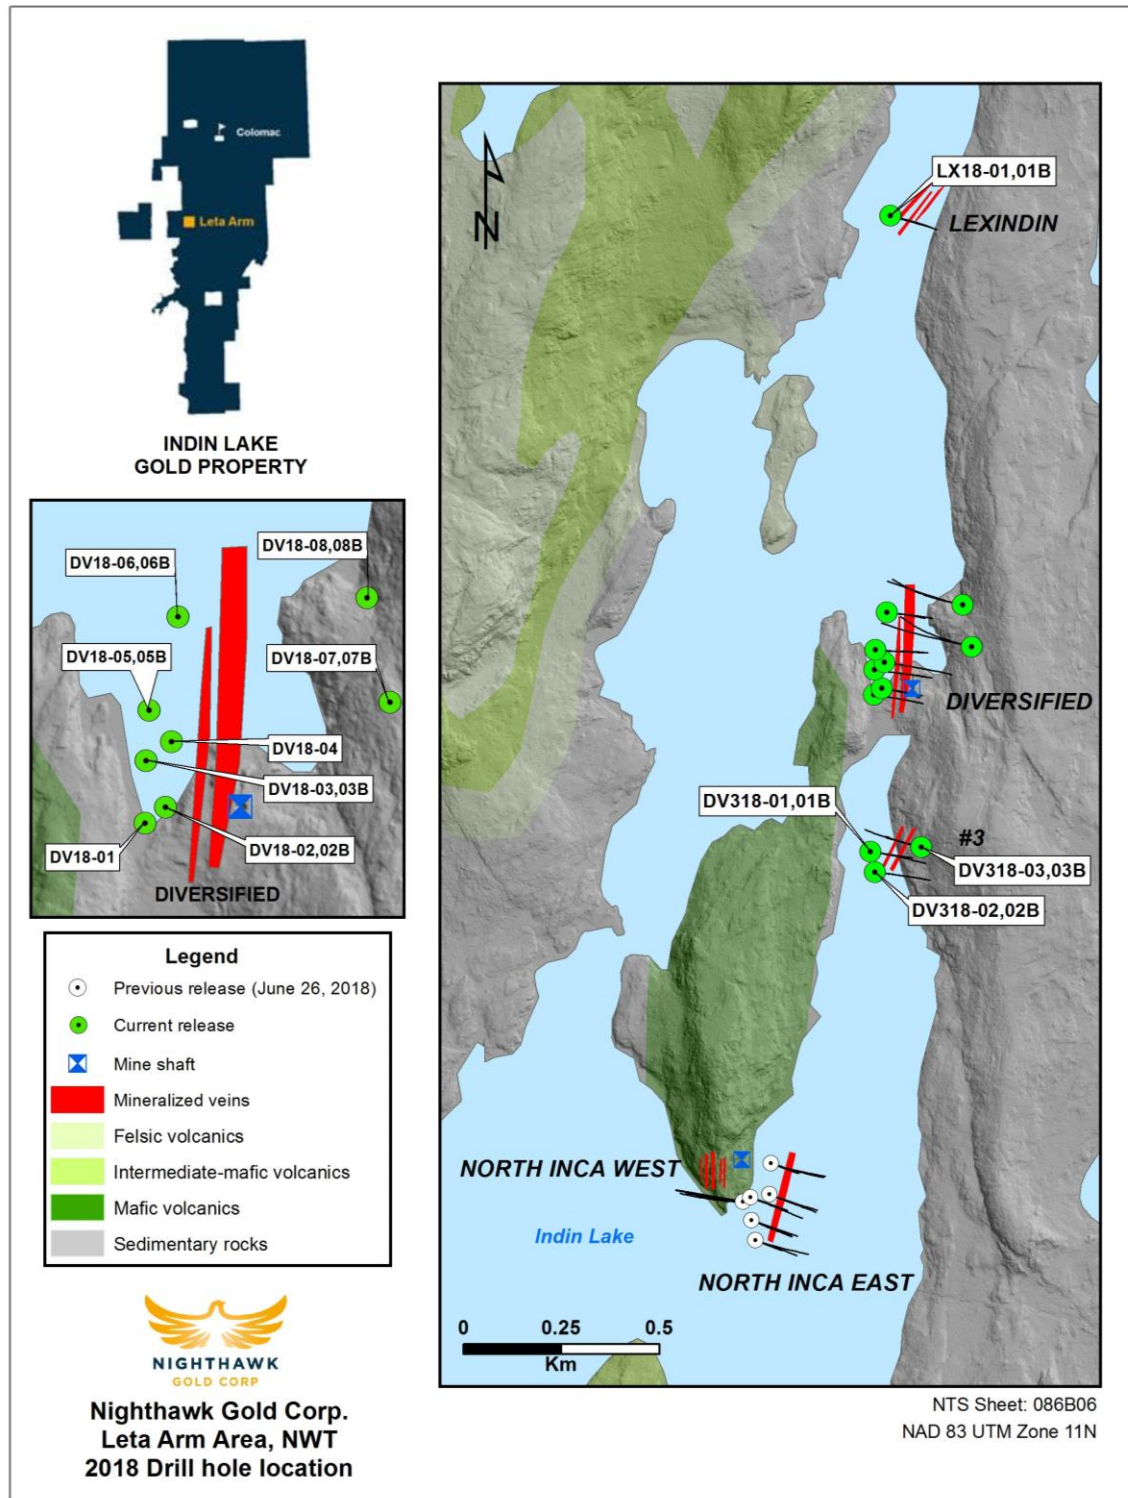 Colomac
Leta Arm
INDIN LAKE
GOLD PROPERTY
DV18-08,08B
DV18-06,06B
DV18-05,05B
DV18-07,07B
DV18-04
DV18-03,03B
DV18-01
DV18-02,02B
DIVERSIFIED
Legend
Previous release (June 26, 2018)
Current release
Mine shaft
Mineralized veins
Felsic volcanics
Intermediate-mafic volcanics
Mafic volcanics
Sedimentary rocks
NIGHTHAWK
GOLD CORP
Nighthawk Gold Corp.
Leta Arm Area, NWT
2018 Drill hole location
N
LX18-01,01B
LEXINDIN
DIVERSIFIED
DV318-01,01B
#3
DV318-03,03B
DV318-02,02B
NORTH INCA WEST
Indin Lake
NORTH INCA EAST
0 0.25 0.5
Km
NTS Sheet: 086B06
NAD 83 UTM Zone 11N